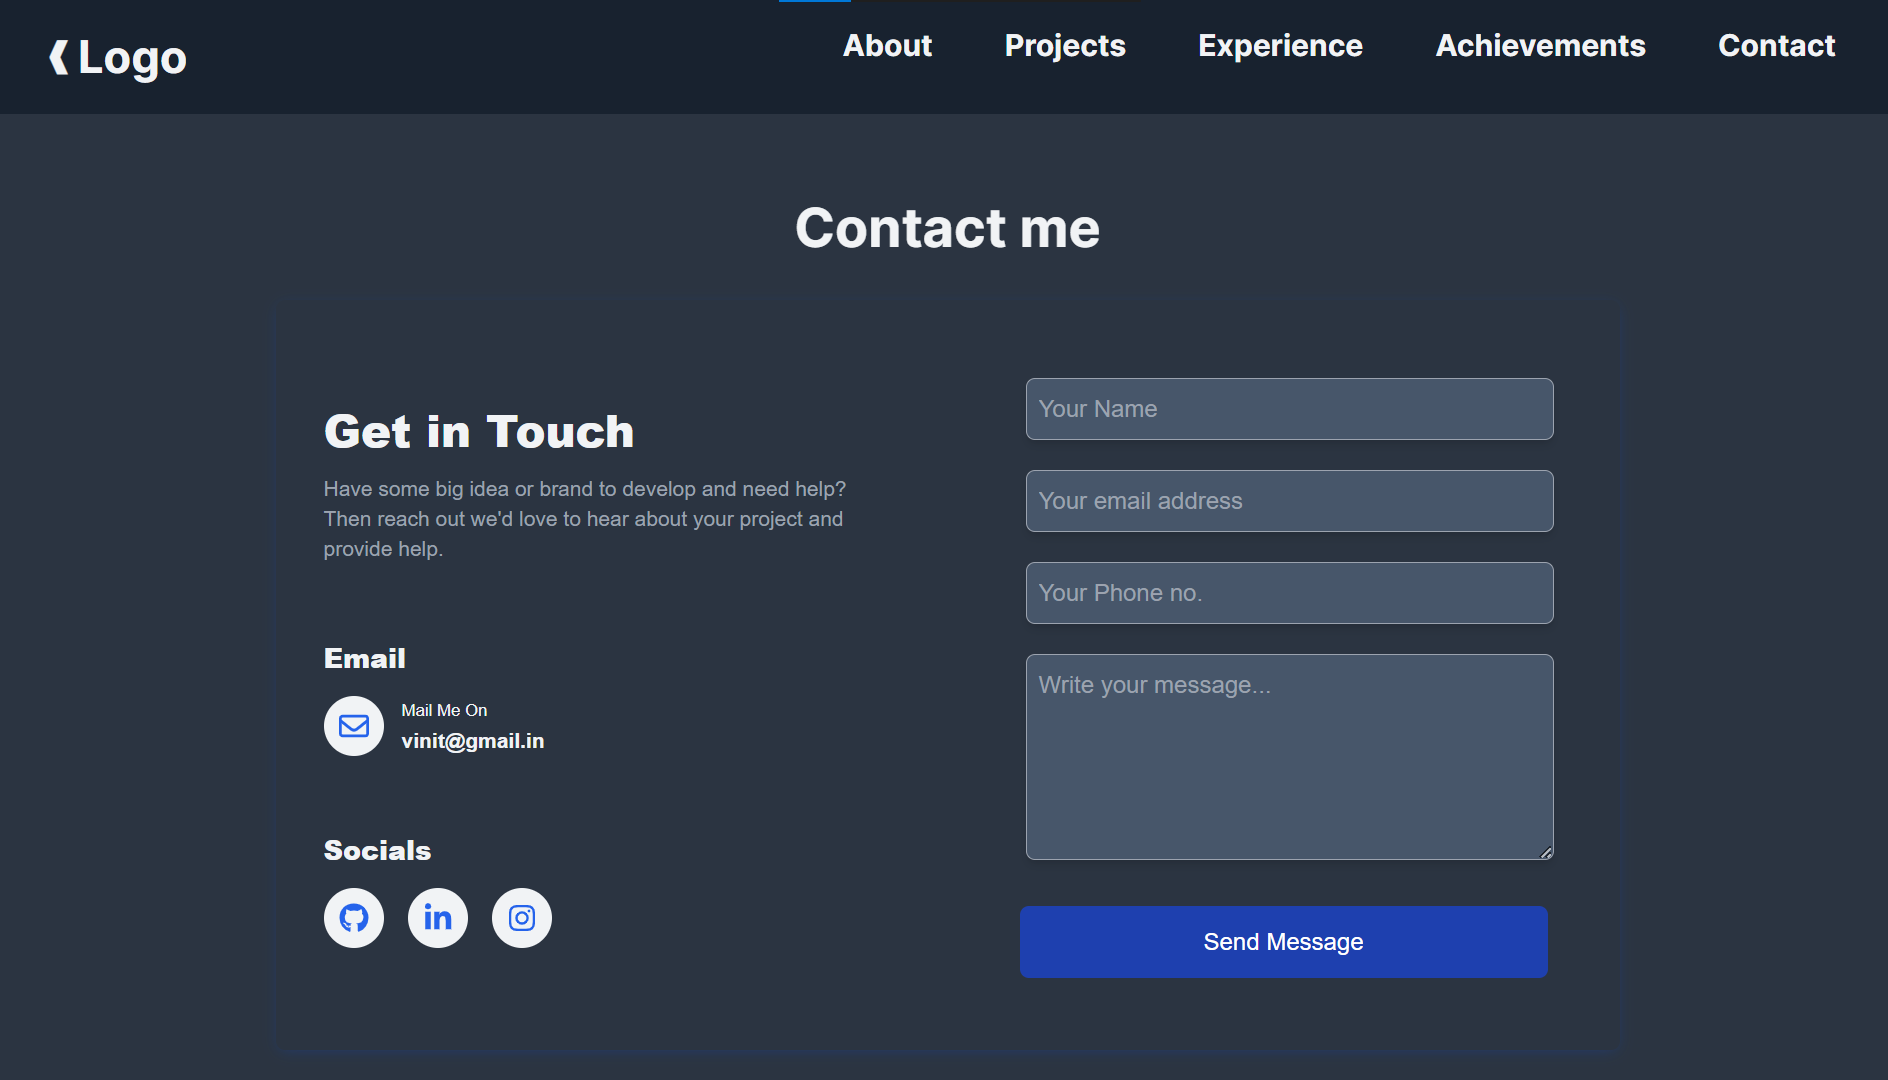 Logo
About Projects Experience Achievements Contact
Contact me
Get in Touch
Have some big idea or brand to develop and need help?
Then reach out we'd love to hear about your project and
provide help.
Email
Mail Me On
vinit@gmail.in
Socials
in
Your Name
Your email address
Your Phone no.
Write your message...
Send Message